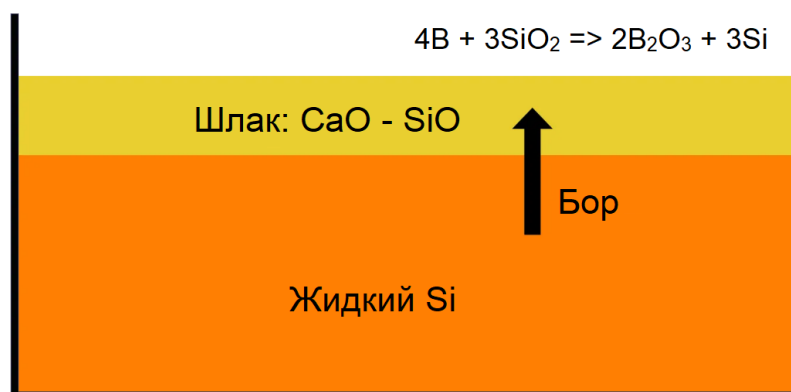 4B + 3SiO₂ => 2B₂O₃ + 3Si
Шлак: CaO - SiO
Бор
Жидкий Si